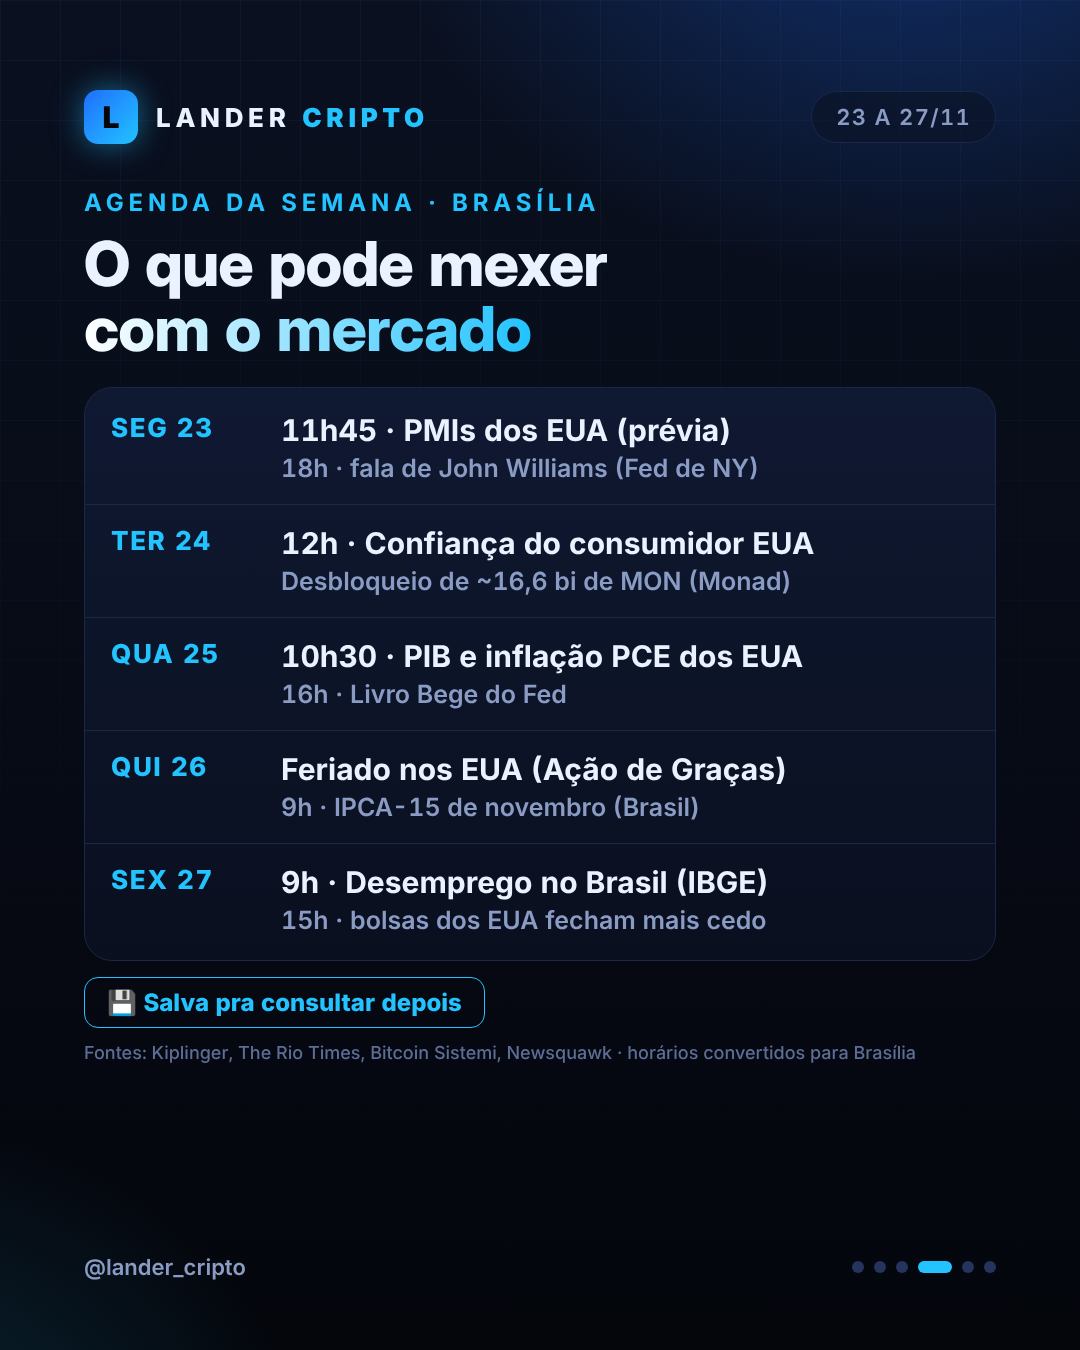 L LANDER CRIPTO
23 A 27/11
AGENDA DA SEMANA · BRASÍLIA
O que pode mexer
com o mercado
SEG 23
11h45 · PMIs dos EUA (prévia)
18h · fala de John Williams (Fed de NY)
TER 24
12h · Confiança do consumidor EUA
Desbloqueio de ~16,6 bi de MON (Monad)
QUA 25
10h30 · PIB e inflação PCE dos EUA
16h · Livro Bege do Fed
QUI 26
Feriado nos EUA (Ação de Graças)
9h · IPCA-15 de novembro (Brasil)
SEX 27
9h · Desemprego no Brasil (IBGE)
15h · bolsas dos EUA fecham mais cedo
💾 Salva pra consultar depois
Fontes: Kiplinger, The Rio Times, Bitcoin Sistemi, Newsquawk · horários convertidos para Brasília
@lander_cripto